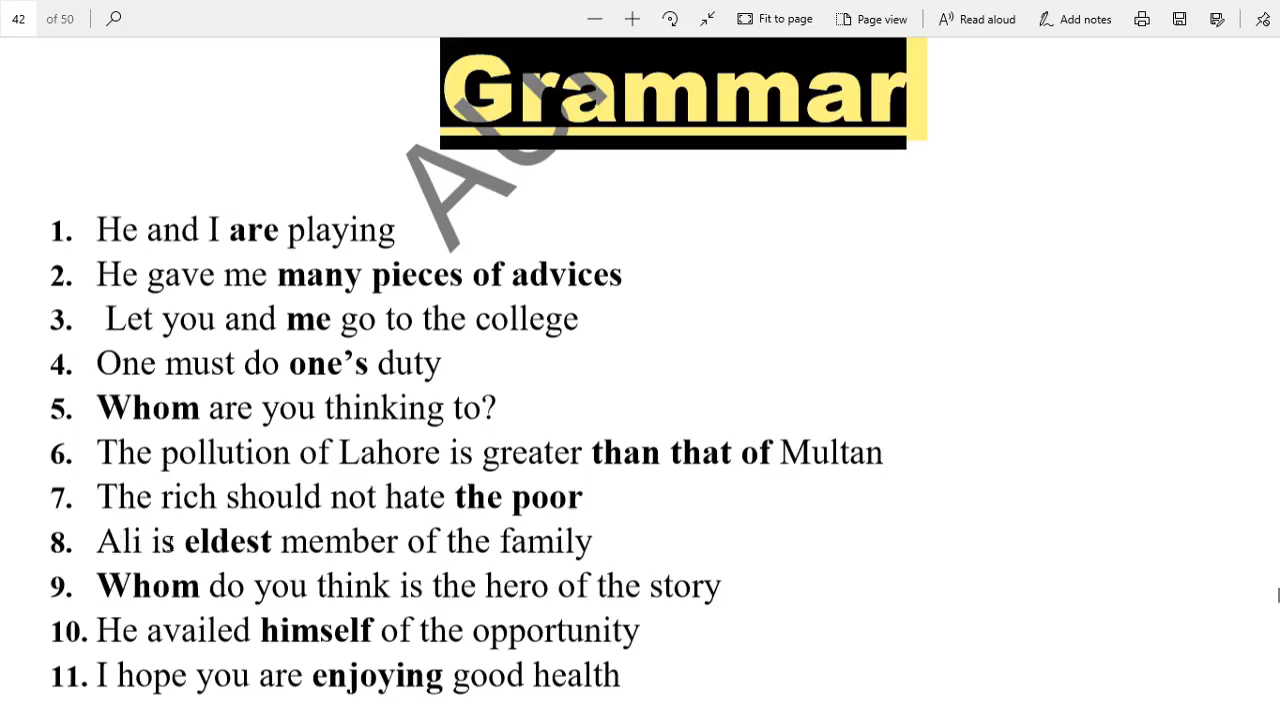 42 of 50 Fit to page Page view Read aloud Add notes
Grammar
AU
1. He and I are playing
2. He gave me many pieces of advices
3. Let you and me go to the college
4. One must do one’s duty
5. Whom are you thinking to?
6. The pollution of Lahore is greater than that of Multan
7. The rich should not hate the poor
8. Ali is eldest member of the family
9. Whom do you think is the hero of the story
10. He availed himself of the opportunity
11. I hope you are enjoying good health